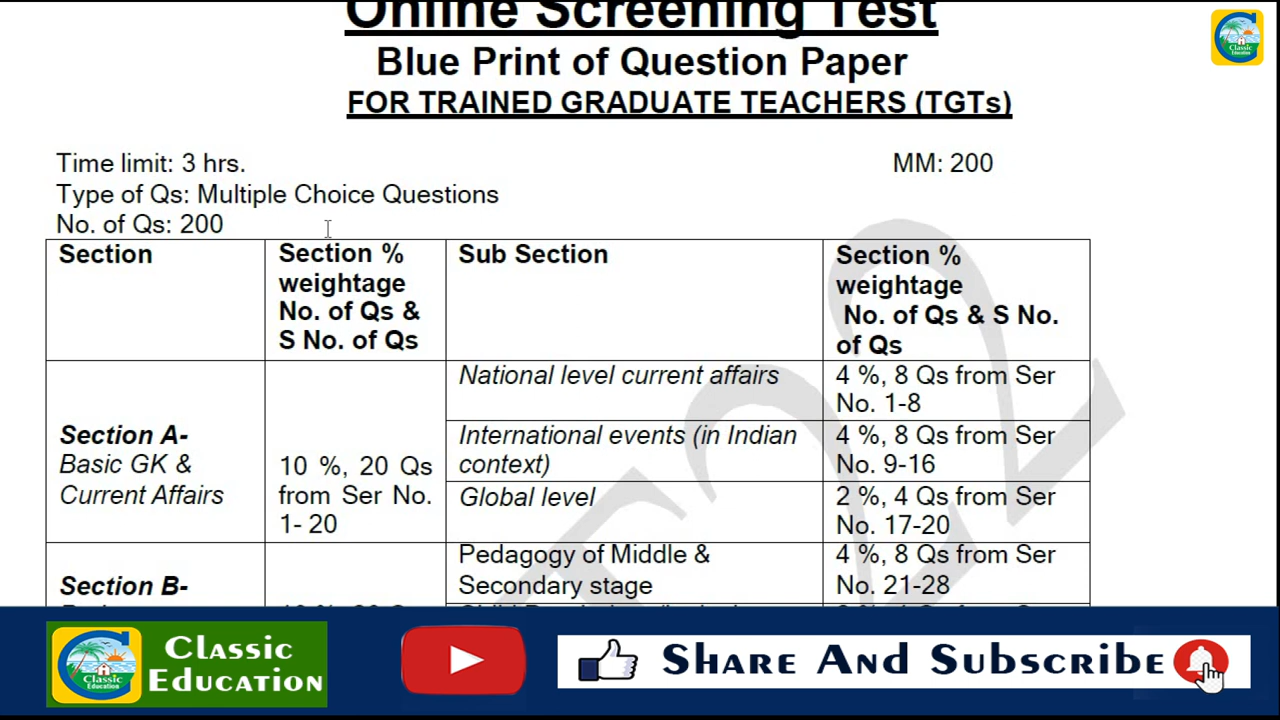 Online Screening Test
Blue Print of Question Paper
FOR TRAINED GRADUATE TEACHERS (TGTs)
Classic
Education
Time limit: 3 hrs.
MM: 200
Type of Qs: Multiple Choice Questions
No. of Qs: 200
Section
Section %
weightage
No. of Qs &
S No. of Qs
Sub Section
Section %
weightage
No. of Qs & S No.
of Qs
Section A-
Basic GK &
Current Affairs
10 %, 20 Qs
from Ser No.
1- 20
National level current affairs
4 %, 8 Qs from Ser
No. 1-8
International events (in Indian
context)
4 %, 8 Qs from Ser
No. 9-16
Global level
2 %, 4 Qs from Ser
No. 17-20
Section B-
Pedagogy of Middle &
Secondary stage
4 %, 8 Qs from Ser
No. 21-28
Classic
Education
CLASSIC
EDUCATION
SHARE AND SUBSCRIBE